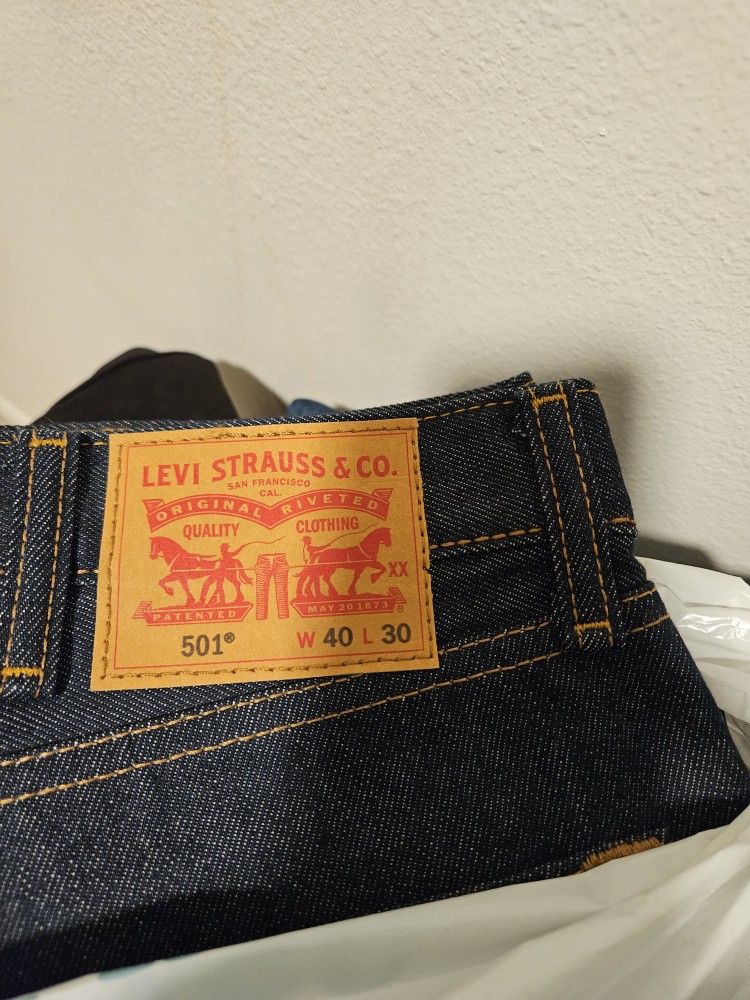 LEVI STRAUSS & CO.
SAN FRANCISCO
CAL.
ORIGINAL RIVETED
QUALITY CLOTHING
XX
PATENTED MAY 20 1873 ®
501® W 40 L 30